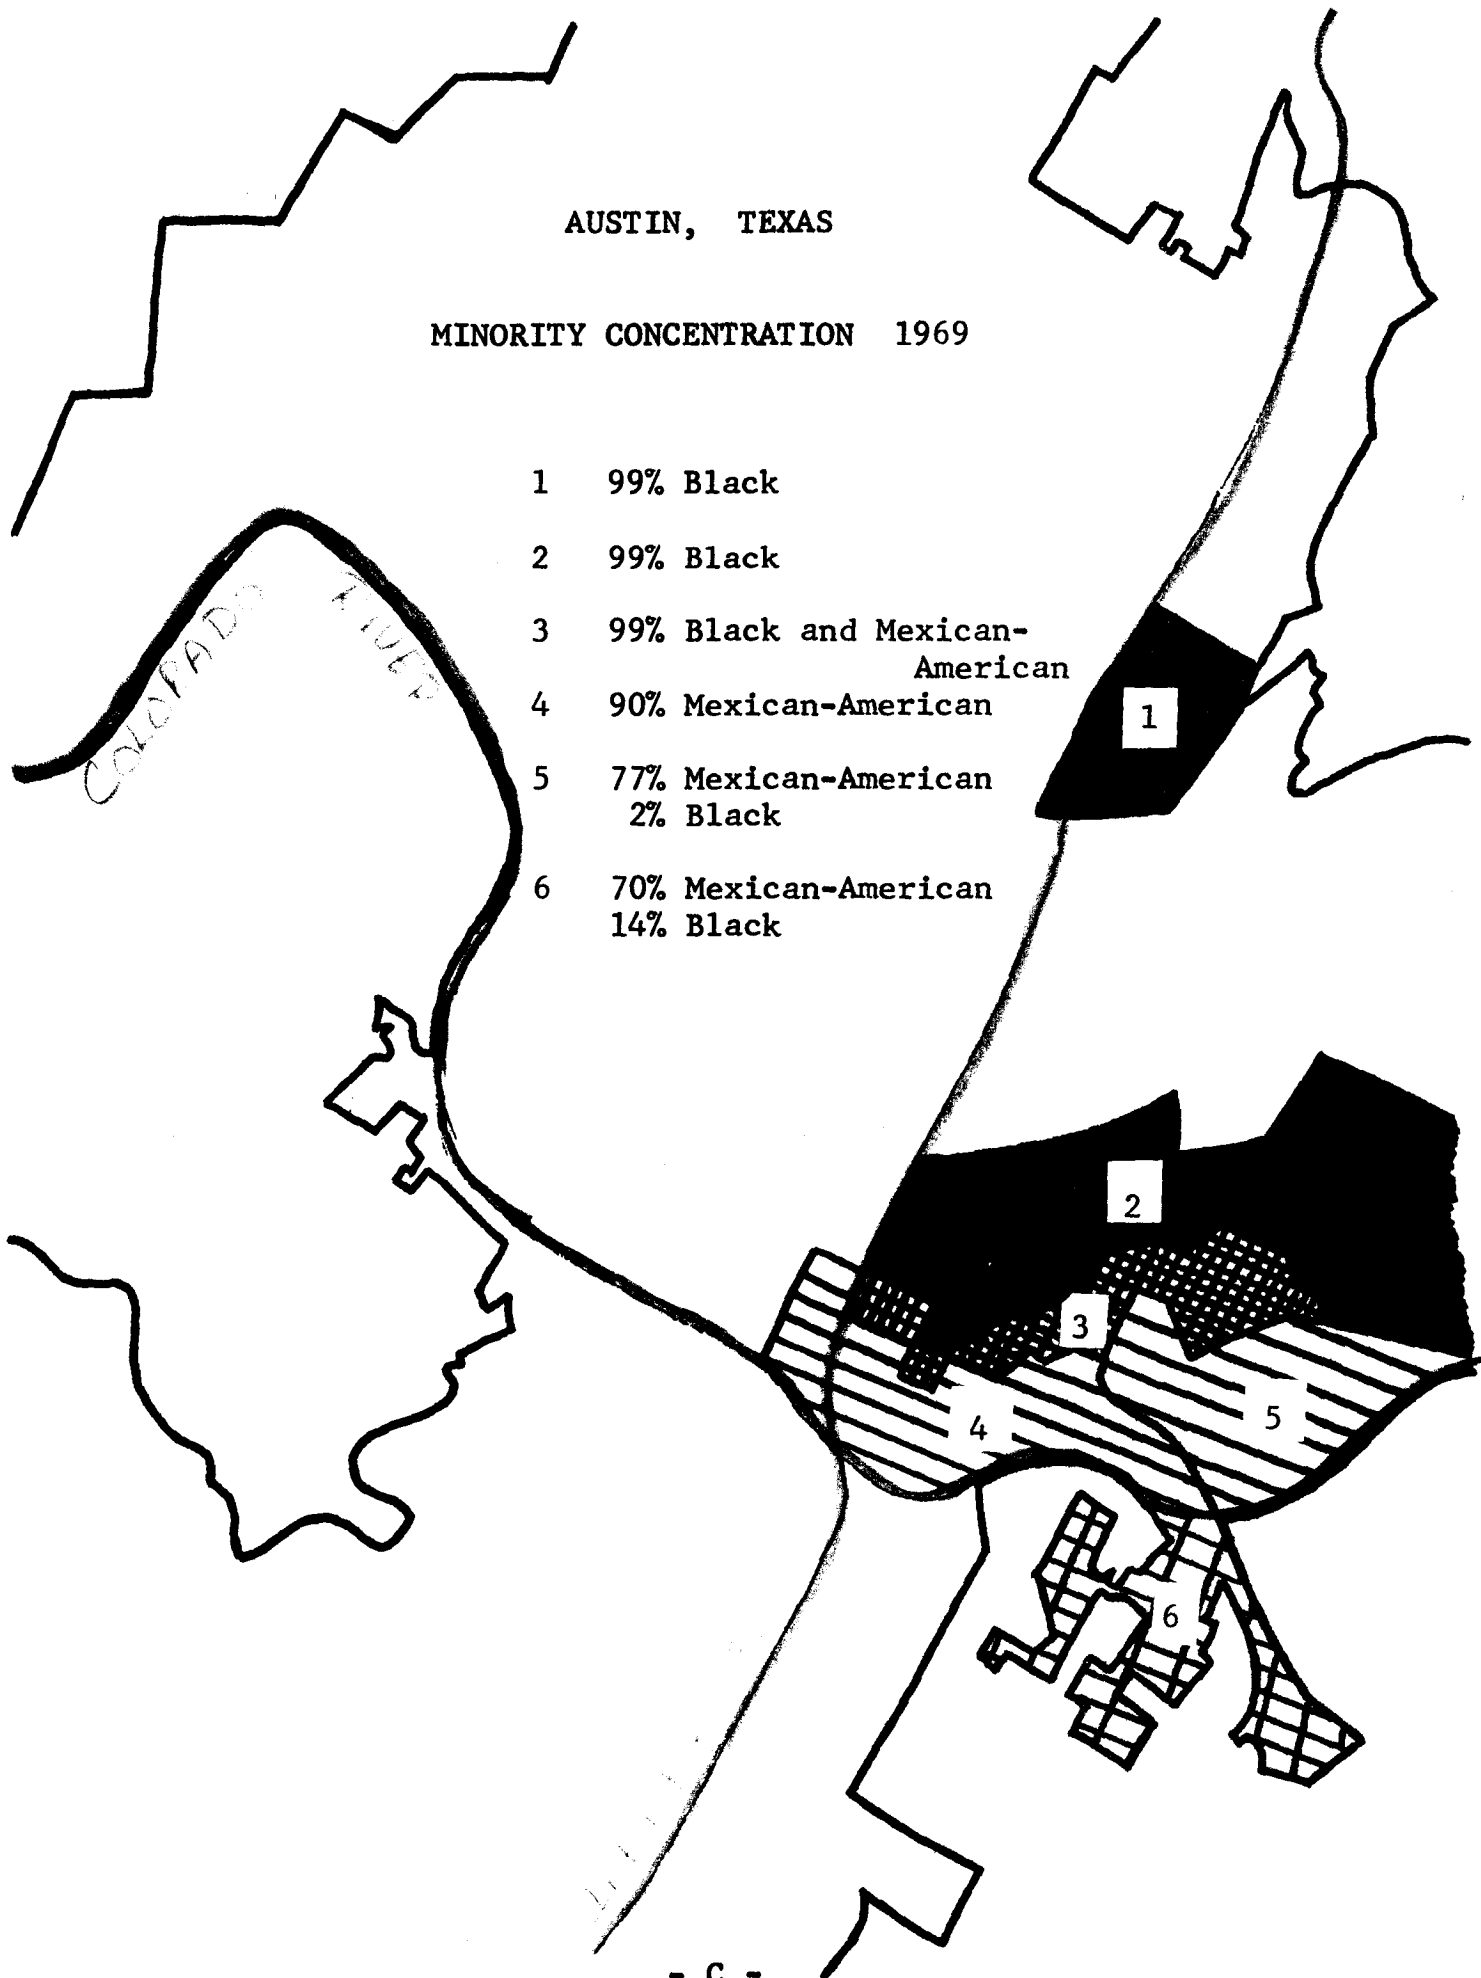 AUSTIN, TEXAS
MINORITY CONCENTRATION 1969
1 99% Black
2 99% Black
3 99% Black and Mexican-
American
4 90% Mexican-American
5 77% Mexican-American
2% Black
6 70% Mexican-American
14% Black
COLORADO
RIVER
1
2
3
4
5
6
- C -